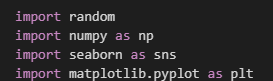 import random
import numpy as np
import seaborn as sns
import matplotlib.pyplot as plt